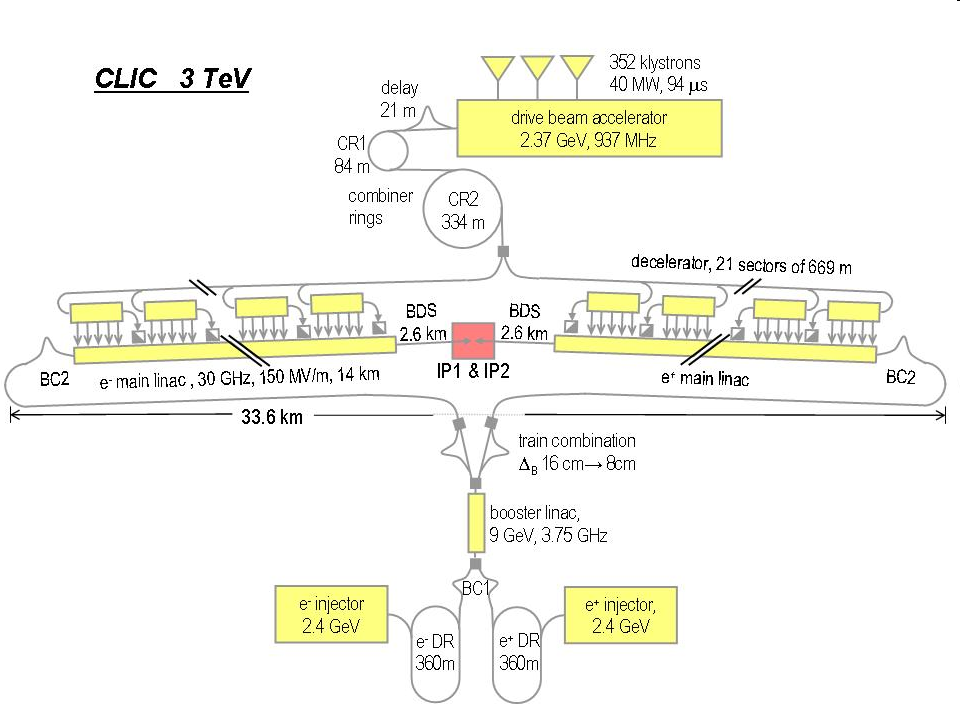 CLIC 3 TeV
352 klystrons
40 MW, 94 μs
delay
21 m
drive beam accelerator
2.37 GeV, 937 MHz
CR1
84 m
combiner
rings
CR2
334 m
decelerator, 21 sectors of 669 m
BDS
2.6 km
BDS
2.6 km
IP1 & IP2
BC2
e- main linac , 30 GHz, 150 MV/m, 14 km
e+ main linac
BC2
33.6 km
train combination
ΔB 16 cm→ 8cm
booster linac,
9 GeV, 3.75 GHz
BC1
e- injector
2.4 GeV
e+ injector,
2.4 GeV
e- DR
360m
e+ DR
360m